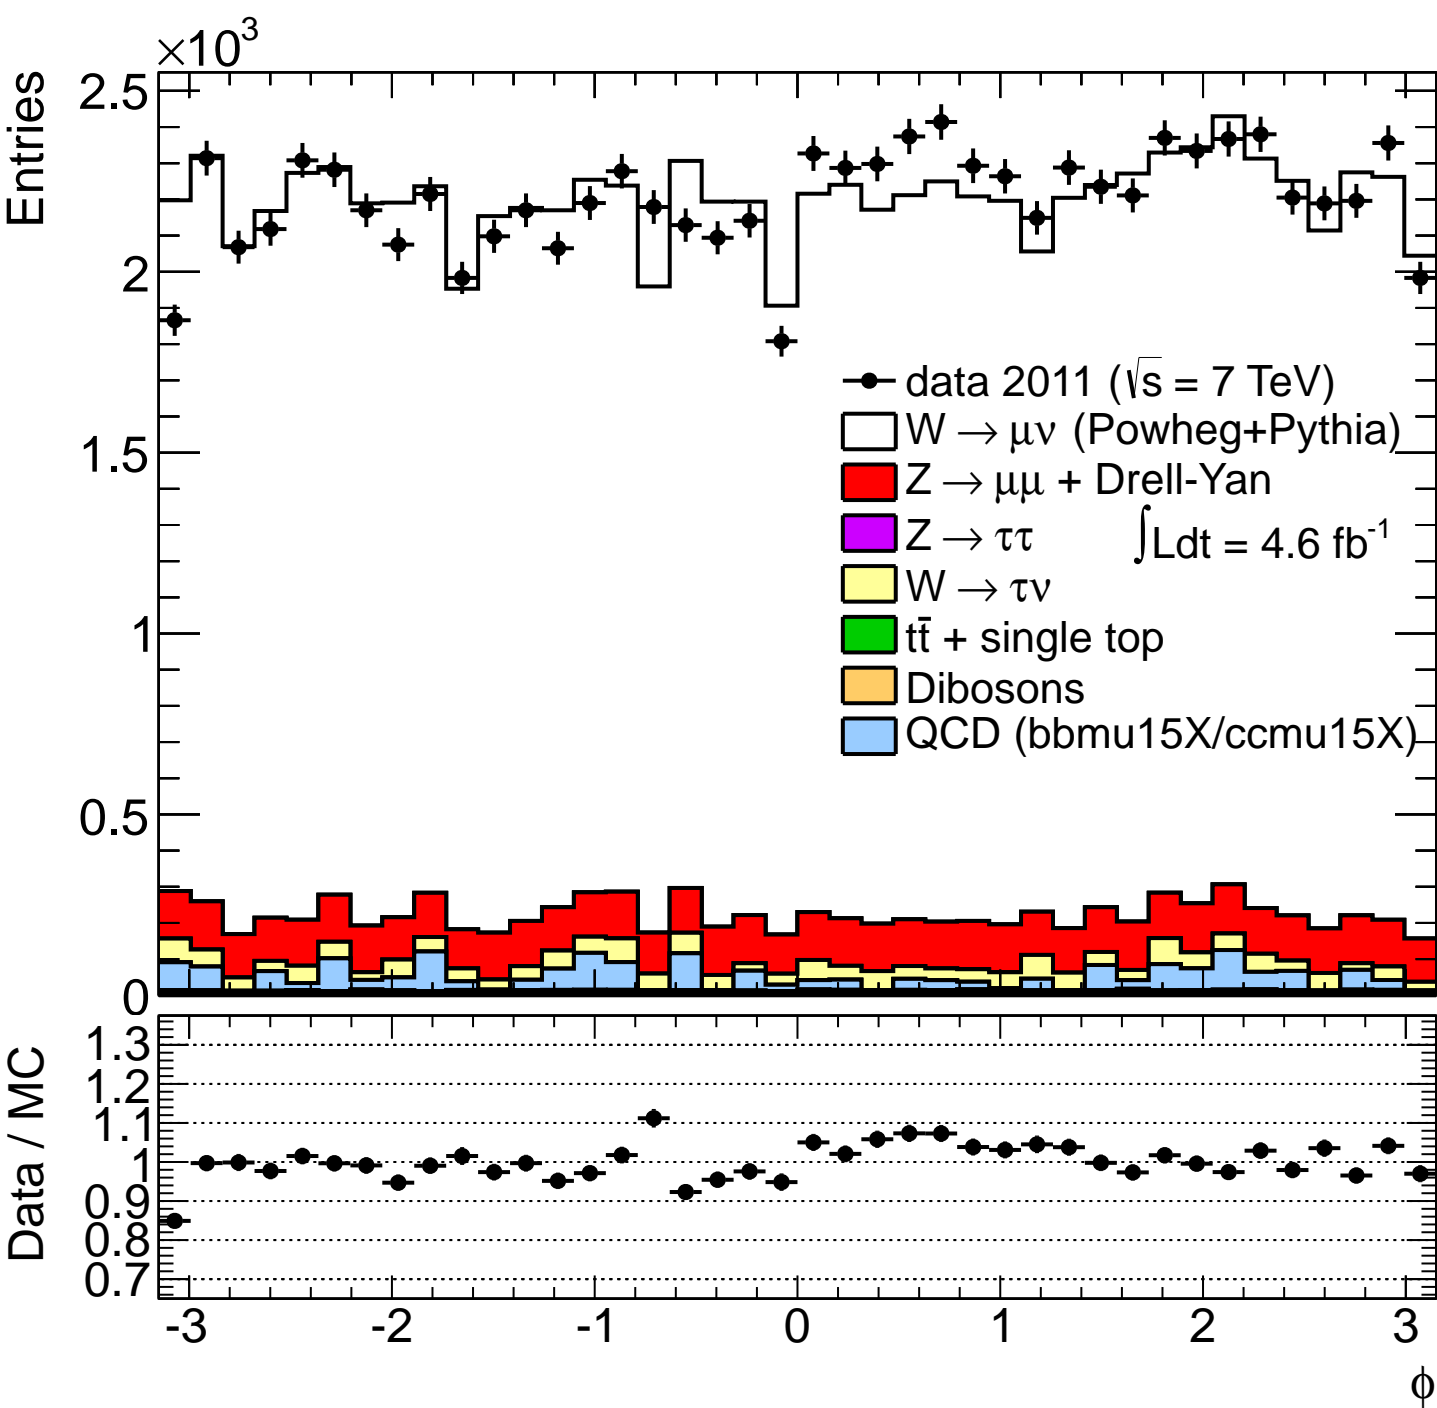 ×10³
Entries
2.5
2
1.5
1
0.5
0
data 2011 (√s = 7 TeV)
W → μν (Powheg+Pythia)
Z → μμ + Drell-Yan
Z → ττ
∫Ldt = 4.6 fb⁻¹
W → τν
tt̄ + single top
Dibosons
QCD (bbmu15X/ccmu15X)
Data / MC
1.3
1.2
1.1
1
0.9
0.8
0.7
-3 -2 -1 0 1 2 3
ϕ